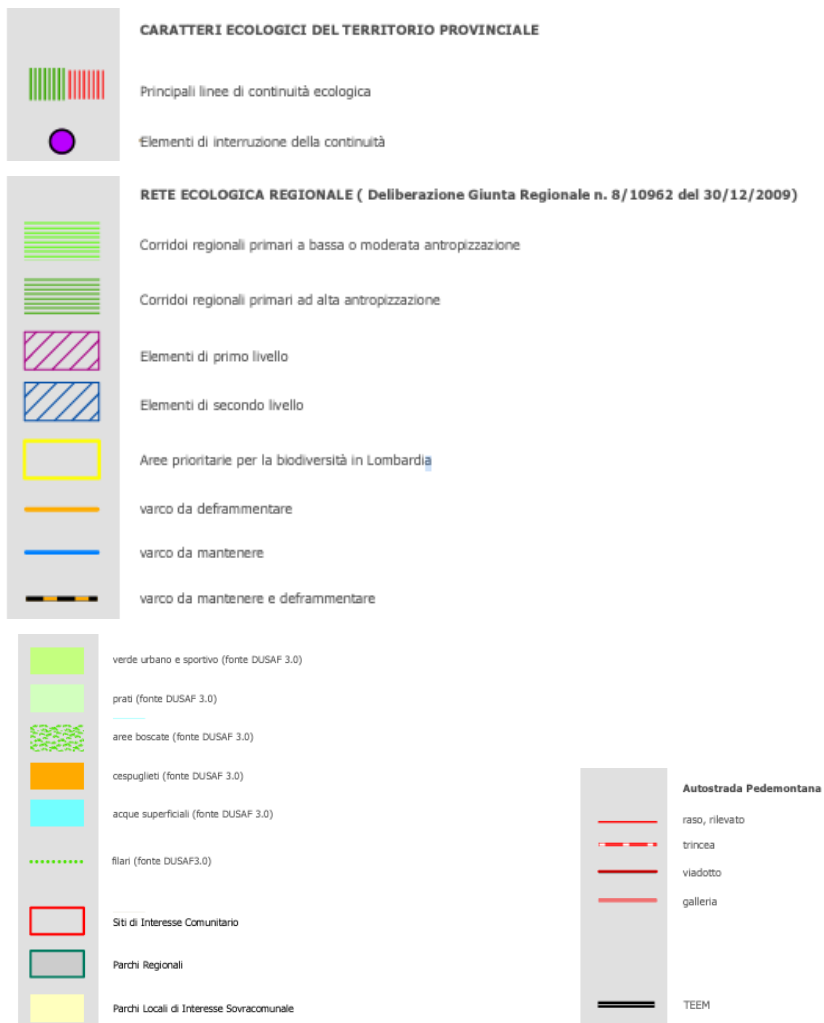 CARATTERI ECOLOGICI DEL TERRITORIO PROVINCIALE
Principali linee di continuità ecologica
Elementi di interruzione della continuità
RETE ECOLOGICA REGIONALE ( Deliberazione Giunta Regionale n. 8/10962 del 30/12/2009)
Corridoi regionali primari a bassa o moderata antropizzazione
Corridoi regionali primari ad alta antropizzazione
Elementi di primo livello
Elementi di secondo livello
Aree prioritarie per la biodiversità in Lombardia
varco da deframmentare
varco da mantenere
varco da mantenere e deframmentare
verde urbano e sportivo (fonte DUSAF 3.0)
prati (fonte DUSAF 3.0)
aree boscate (fonte DUSAF 3.0)
cespuglieti (fonte DUSAF 3.0)
acque superficiali (fonte DUSAF 3.0)
filari (fonte DUSAF3.0)
Siti di Interesse Comunitario
Parchi Regionali
Parchi Locali di Interesse Sovracomunale
Autostrada Pedemontana
raso, rilevato
trincea
viadotto
galleria
TEEM